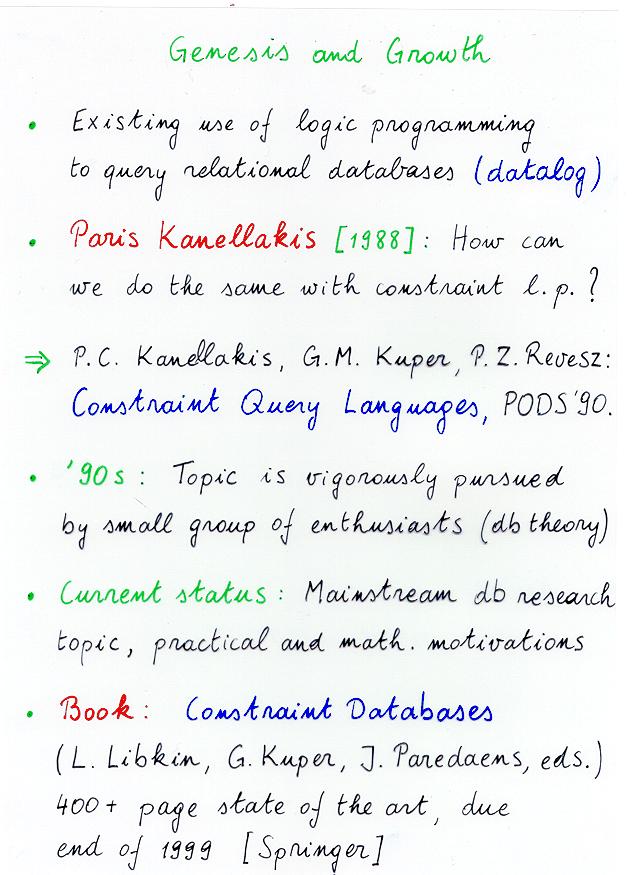 Genesis and Growth
• Existing use of logic programming
to query relational databases (datalog)
• Paris Kanellakis [1988]: How can
we do the same with constraint l.p.?
⇒ P.C. Kanellakis, G.M. Kuper, P.Z. Revesz:
Constraint Query Languages, PODS'90.
• '90s: Topic is vigorously pursued
by small group of enthusiasts (db theory)
• Current status: Mainstream db research
topic, practical and math. motivations
• Book: Constraint Databases
(L. Libkin, G. Kuper, J. Paredaens, eds.)
400+ page state of the art, due
end of 1999 [Springer]